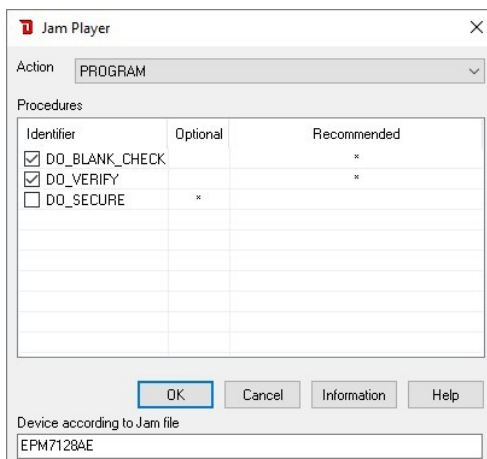 Jam Player
Action PROGRAM
Procedures
Identifier Optional Recommended
DO_BLANK_CHECK *
DO_VERIFY *
DO_SECURE *
OK Cancel Information Help
Device according to Jam file
EPM7128AE